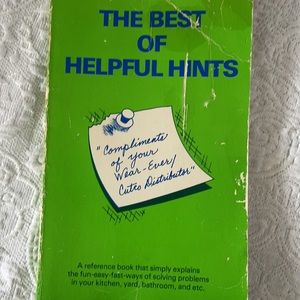 THE BEST
OF
HELPFUL HINTS
"Compliments
of your
Wear-Ever/
Cutco Distributor"
A reference book that simply explains
the fun-easy-fast-ways of solving problems
in your kitchen, yard, bathroom, and etc.